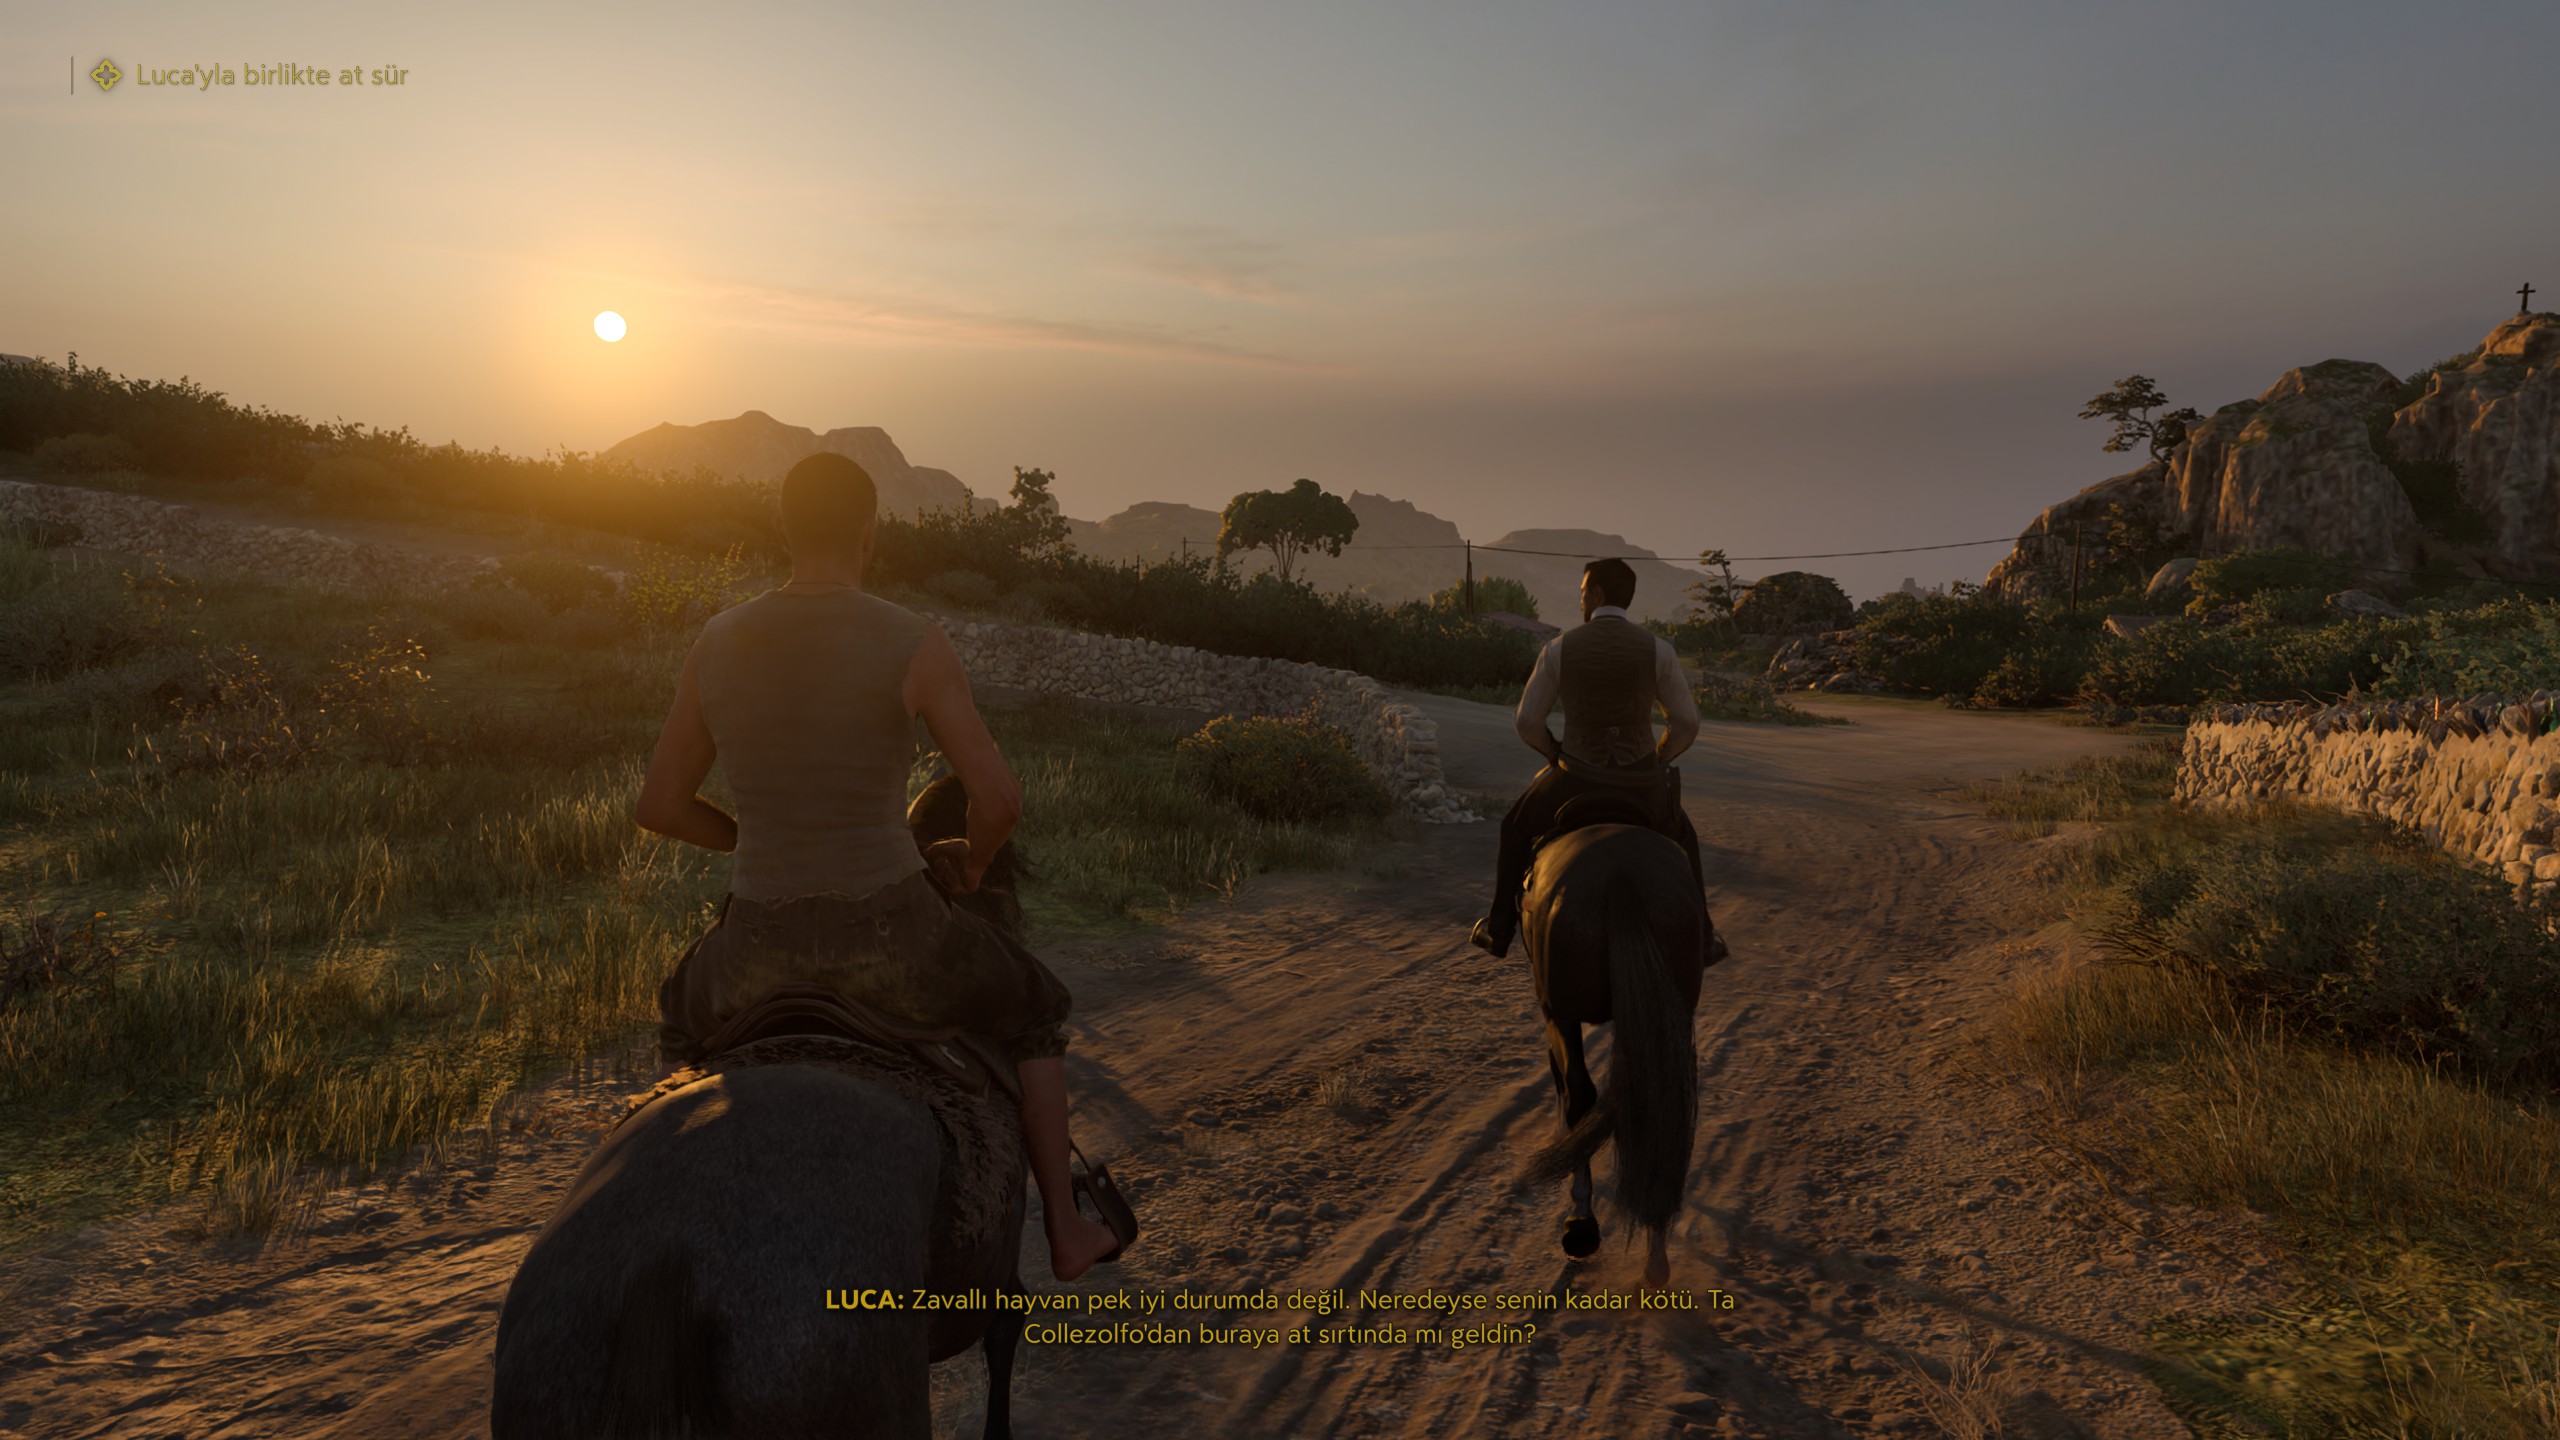 Luca'yla birlikte at sür
LUCA: Zavallı hayvan pek iyi durumda değil. Neredeyse senin kadar kötü. Ta
Collezolfo'dan buraya at sırtında mı geldin?